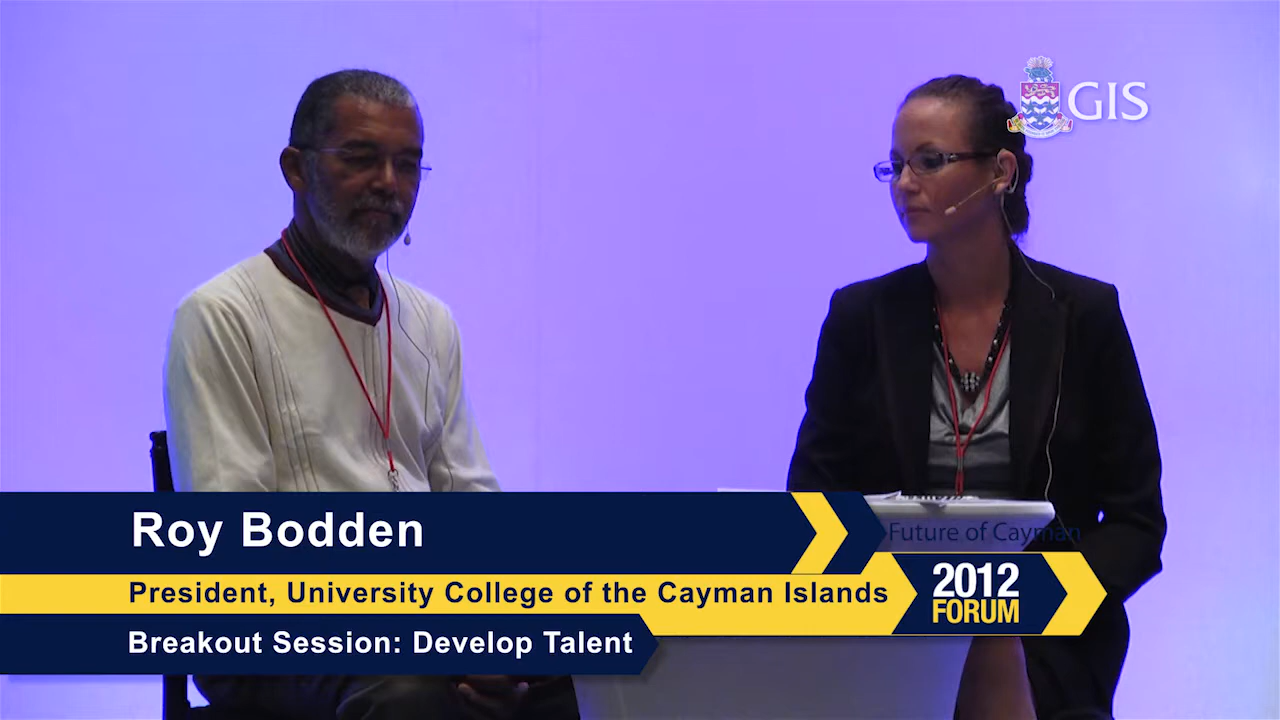 GIS
Roy Bodden
Future of Cayman
President, University College of the Cayman Islands
2012
FORUM
Breakout Session: Develop Talent